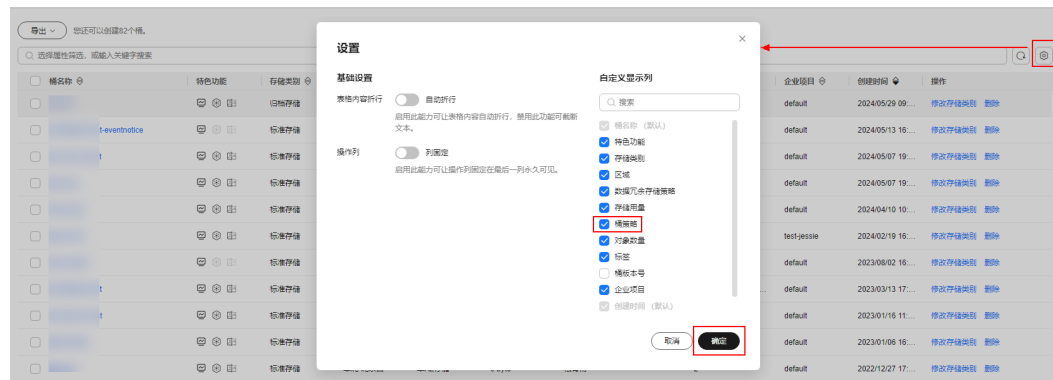 导出 您还可以创建82个桶。
选择属性筛选，或输入关键字搜索
桶名称 特色功能 存储类别 企业项目 创建时间 操作
归档存储 default 2024/05/29 09:... 修改存储类别 删除
t-eventnotice 标准存储 default 2024/05/13 16:... 修改存储类别 删除
t 标准存储 default 2024/05/07 19:... 修改存储类别 删除
标准存储 default 2024/05/07 19:... 修改存储类别 删除
标准存储 default 2024/04/10 10:... 修改存储类别 删除
标准存储 test-jessie 2024/02/19 16:... 修改存储类别 删除
标准存储 default 2023/08/02 16:... 修改存储类别 删除
t 标准存储 ... default 2023/03/13 17:... 修改存储类别 删除
t 标准存储 default 2023/01/16 11:... 修改存储类别 删除
标准存储 default 2023/01/06 16:... 修改存储类别 删除
标准存储 default 2022/12/27 17:... 修改存储类别 删除
设置
基础设置
表格内容折行 自动折行
启用此能力可让表格内容自动折行，禁用此功能可截断
文本。
操作列 列固定
启用此能力可让操作列固定在最后一列永久可见。
自定义显示列
搜索
桶名称 (默认)
特色功能
存储类别
区域
数据冗余存储策略
存储用量
桶策略
对象数量
标签
桶版本号
企业项目
创建时间 (默认)
取消 确定